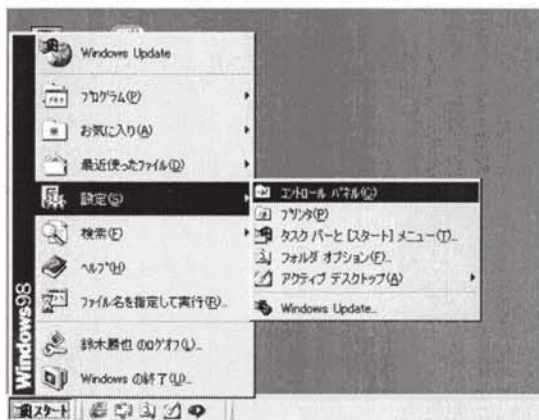 Windows Update
ﾌﾟﾛｸﾞﾗﾑ(P)
お気に入り(A)
最近使ったﾌｧｲﾙ(D)
設定(S)
検索(F)
ﾍﾙﾌﾟ(H)
ﾌｧｲﾙ名を指定して実行(R)...
鈴木勝也 のﾛｸﾞｵﾌ(L)...
Windows の終了(U)...
Windows98
ｺﾝﾄﾛｰﾙ ﾊﾟﾈﾙ(C)
ﾌﾟﾘﾝﾀ(P)
タスク バーと [スタート] メニュー(T)...
フォルダ オプション(F)...
アクティブ デスクトップ(A)
Windows Update...
スタート